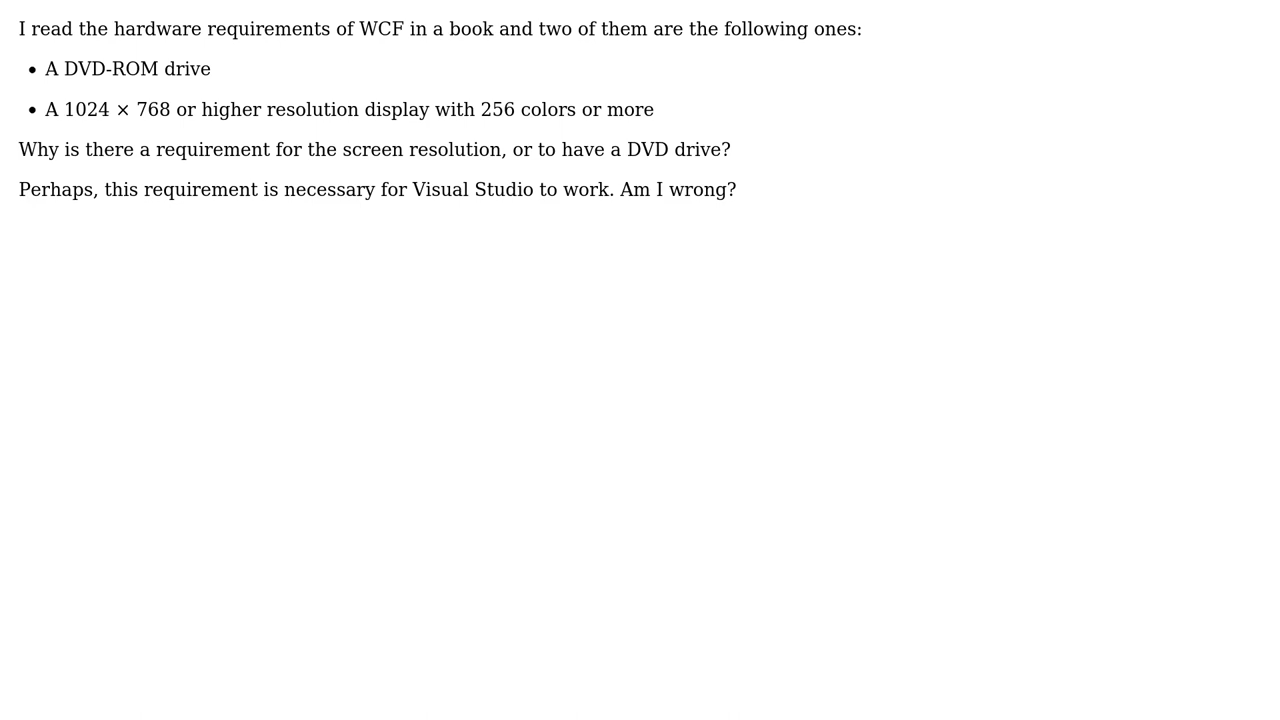 I read the hardware requirements of WCF in a book and two of them are the following ones:
• A DVD-ROM drive
• A 1024 × 768 or higher resolution display with 256 colors or more
Why is there a requirement for the screen resolution, or to have a DVD drive?
Perhaps, this requirement is necessary for Visual Studio to work. Am I wrong?